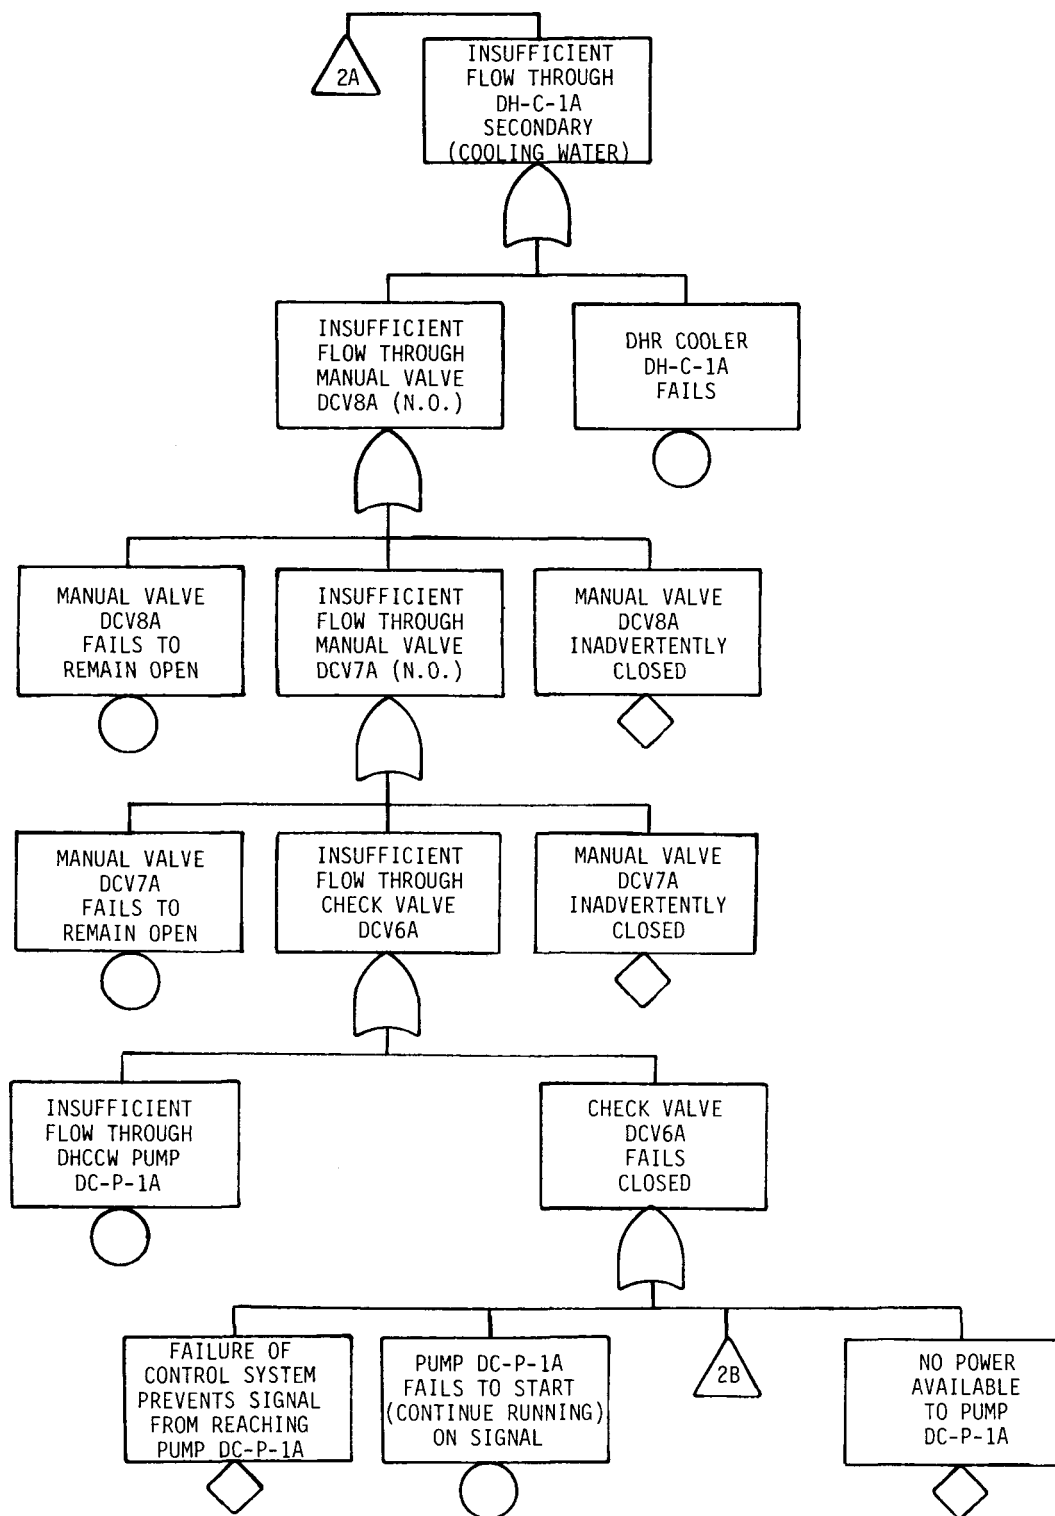 2A
INSUFFICIENT
FLOW THROUGH
DH-C-1A
SECONDARY
(COOLING WATER)
INSUFFICIENT
FLOW THROUGH
MANUAL VALVE
DCV8A (N.O.)
DHR COOLER
DH-C-1A
FAILS
MANUAL VALVE
DCV8A
FAILS TO
REMAIN OPEN
INSUFFICIENT
FLOW THROUGH
MANUAL VALVE
DCV7A (N.O.)
MANUAL VALVE
DCV8A
INADVERTENTLY
CLOSED
MANUAL VALVE
DCV7A
FAILS TO
REMAIN OPEN
INSUFFICIENT
FLOW THROUGH
CHECK VALVE
DCV6A
MANUAL VALVE
DCV7A
INADVERTENTLY
CLOSED
INSUFFICIENT
FLOW THROUGH
DHCCW PUMP
DC-P-1A
CHECK VALVE
DCV6A
FAILS
CLOSED
FAILURE OF
CONTROL SYSTEM
PREVENTS SIGNAL
FROM REACHING
PUMP DC-P-1A
PUMP DC-P-1A
FAILS TO START
(CONTINUE RUNNING)
ON SIGNAL
2B
NO POWER
AVAILABLE
TO PUMP
DC-P-1A